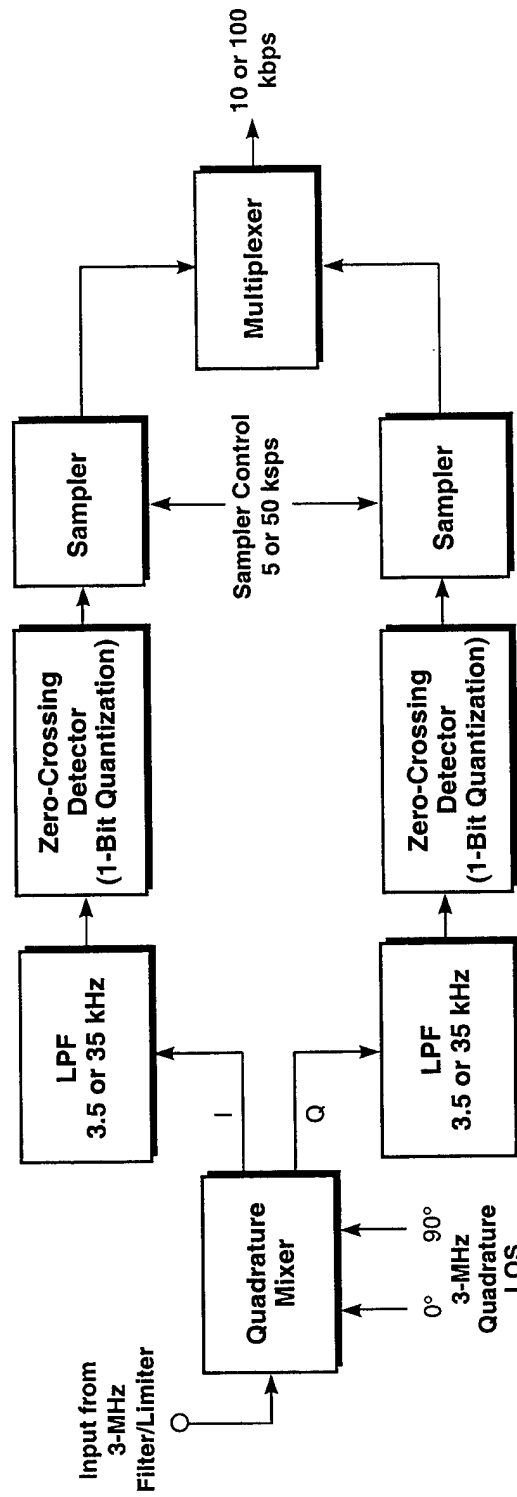 Input from
3-MHz
Filter/Limiter
Quadrature
Mixer
0°
90°
3-MHz
Quadrature
LOS
I
Q
LPF
3.5 or 35 kHz
LPF
3.5 or 35 kHz
Zero-Crossing
Detector
(1-Bit Quantization)
Zero-Crossing
Detector
(1-Bit Quantization)
Sampler
Sampler Control
5 or 50 ksps
Sampler
Multiplexer
10 or 100
kbps